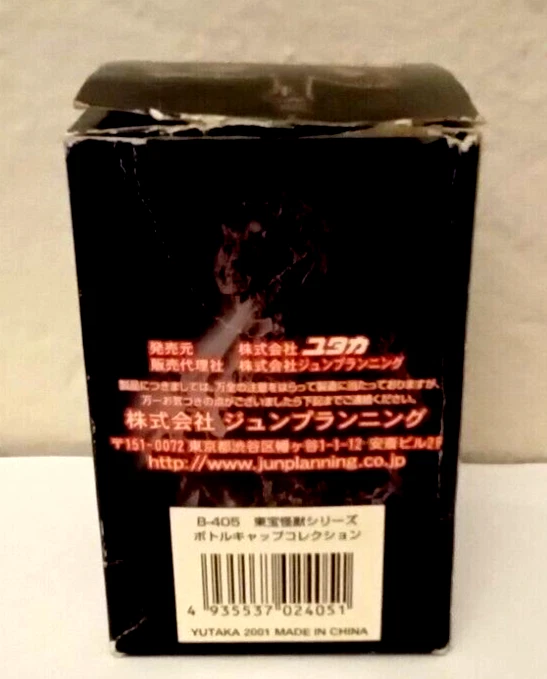 発売元 株式会社 ユタカ
販売代理社 株式会社ジュンプランニング
製品につきましては、万全の注意をはらって製造に当たっておりますが、
万一お気づきの点がございましたら下記までご連絡ください。
株式会社 ジュンプランニング
〒151-0072 東京都渋谷区幡ヶ谷1-1-12 安斎ビル2F
http://www.junplanning.co.jp
B-405 東宝怪獣シリーズ
ボトルキャップコレクション
4 935537 024051
YUTAKA 2001 MADE IN CHINA